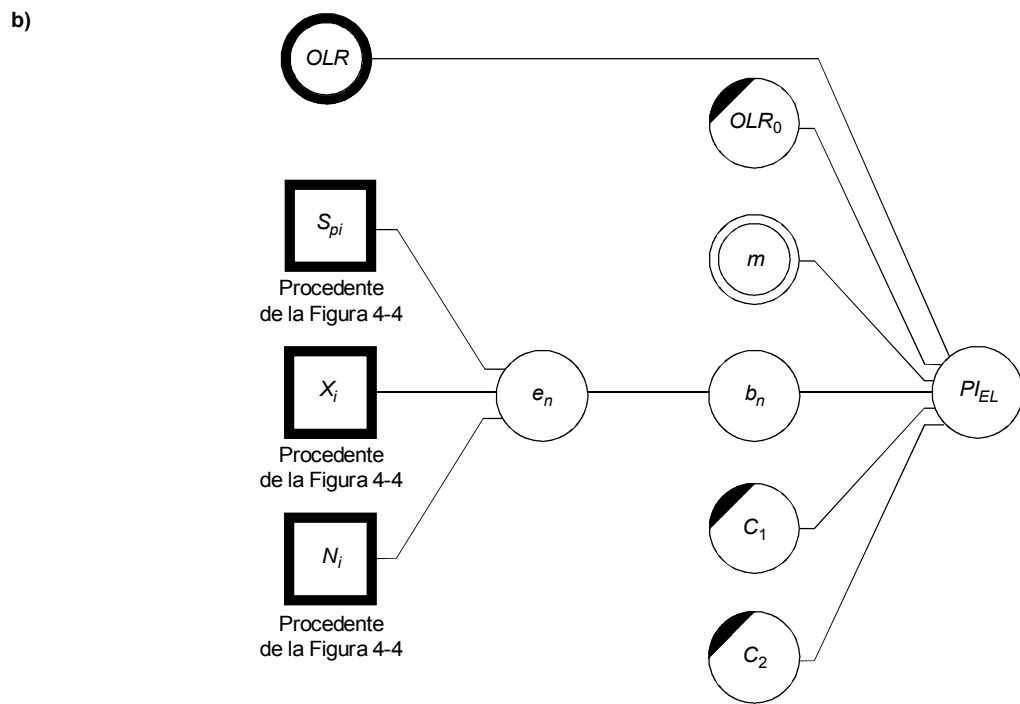 b)
OLR
OLR₀
Sₚᵢ
Procedente
de la Figura 4-4
m
Xᵢ
eₙ
bₙ
PI_EL
Procedente
de la Figura 4-4
C₁
Nᵢ
Procedente
de la Figura 4-4
C₂